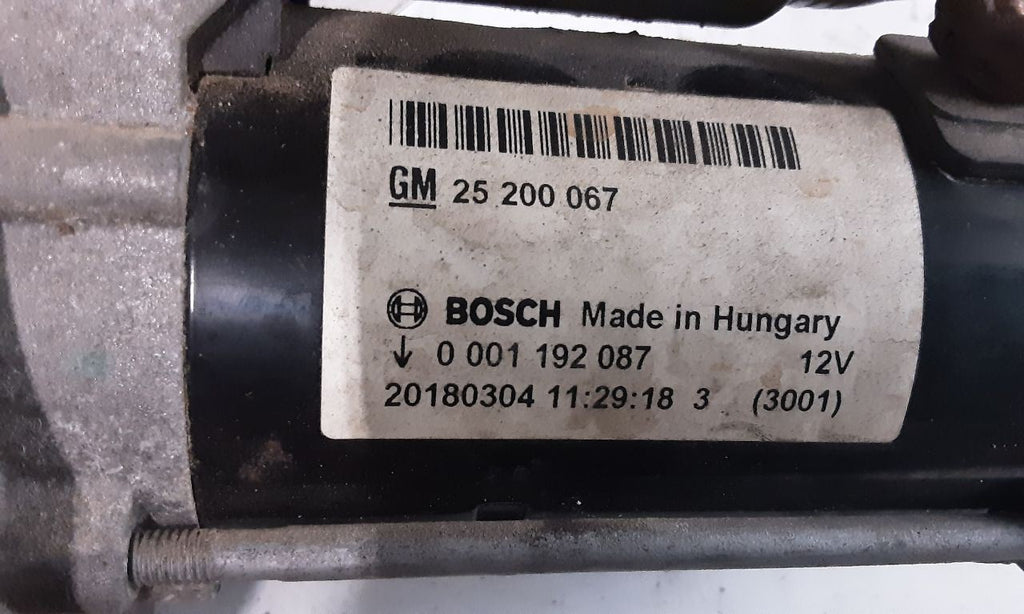 GM 25 200 067
BOSCH Made in Hungary
↓ 0 001 192 087 12V
20180304 11:29:18 3 (3001)